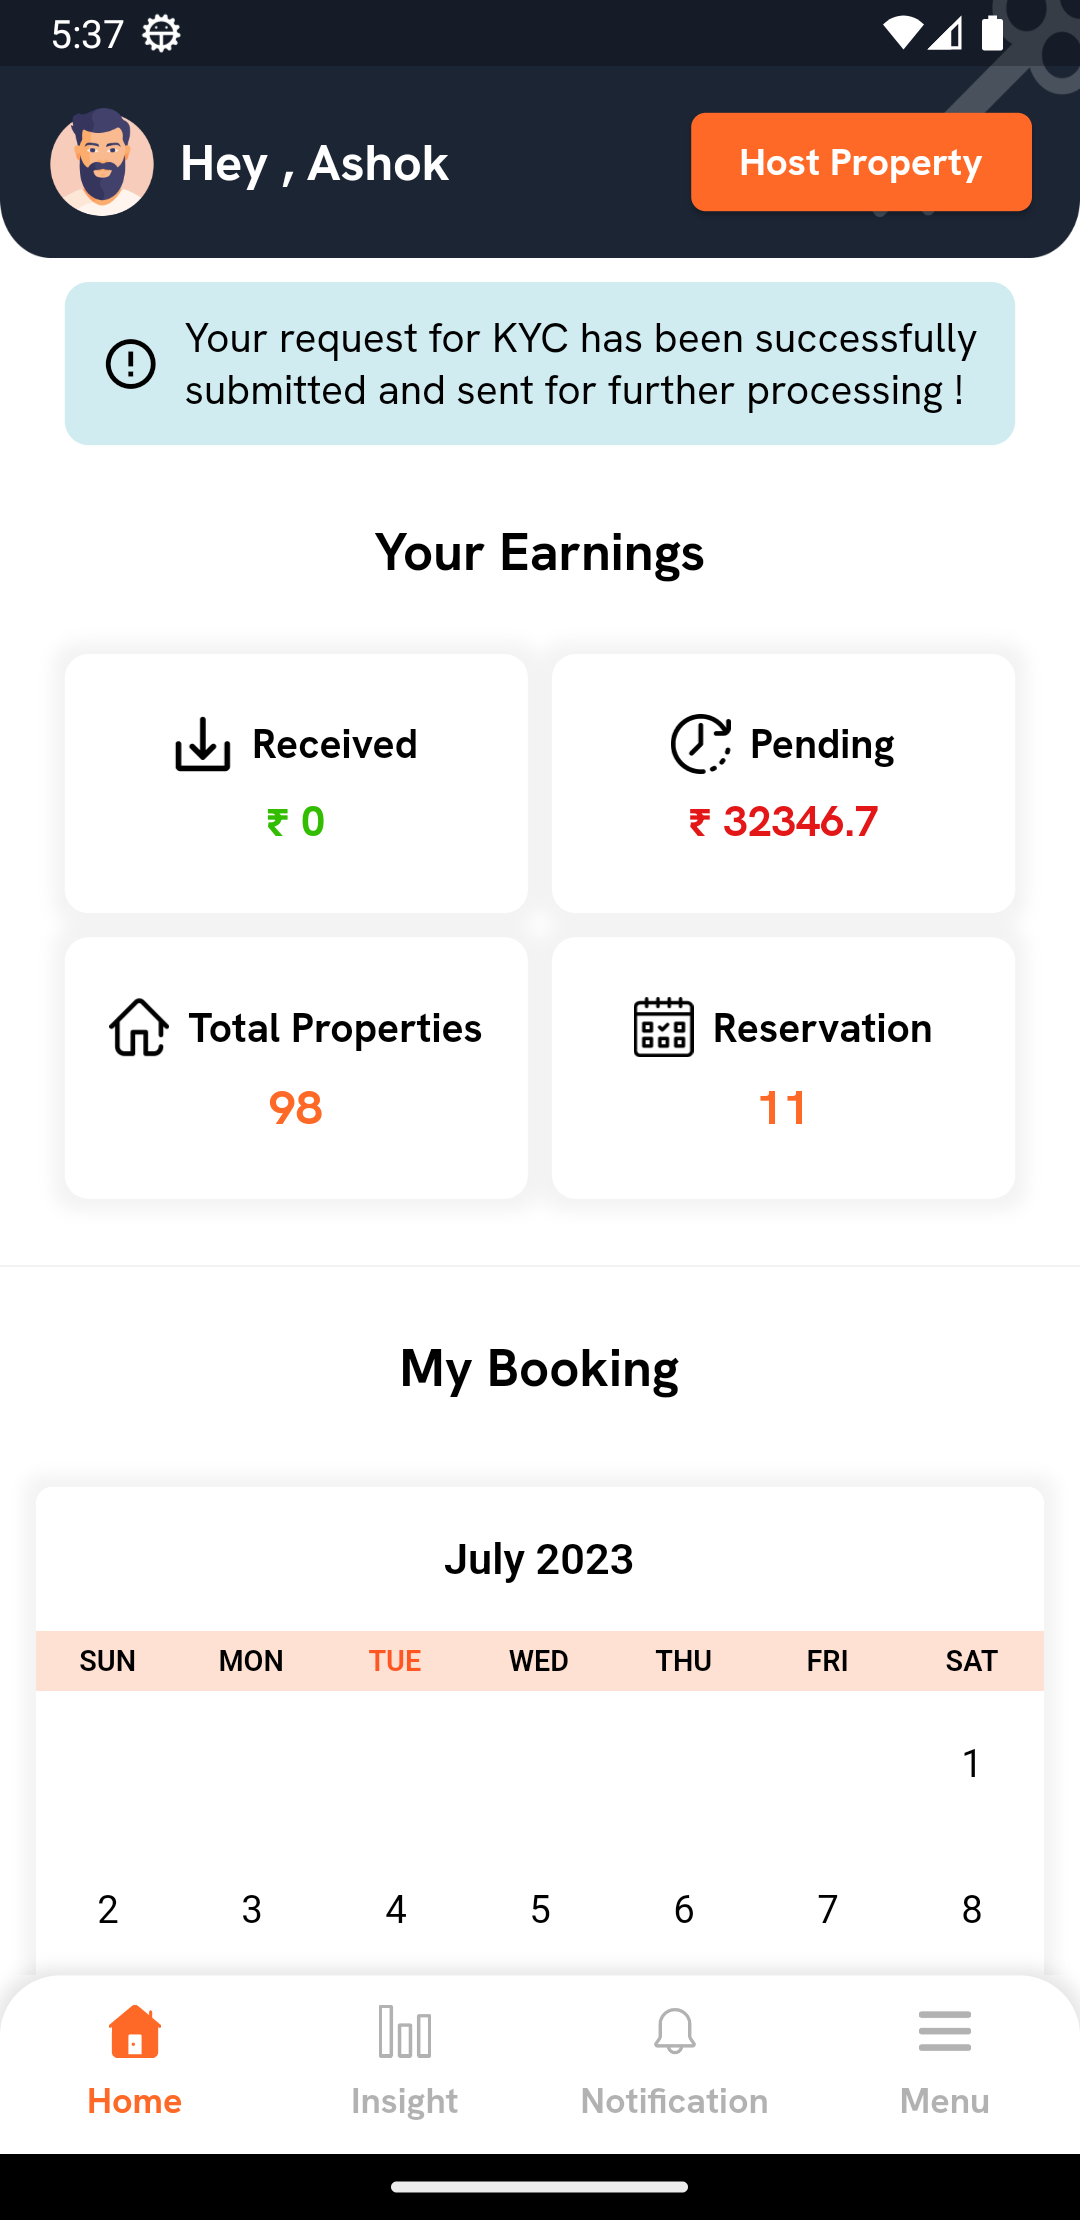 5:37
Hey , Ashok
Host Property
Your request for KYC has been successfully
submitted and sent for further processing !
Your Earnings
Received
₹ 0
Pending
₹ 32346.7
Total Properties
98
Reservation
11
My Booking
July 2023
SUN MON TUE WED THU FRI SAT
1
2 3 4 5 6 7 8
Home Insight Notification Menu